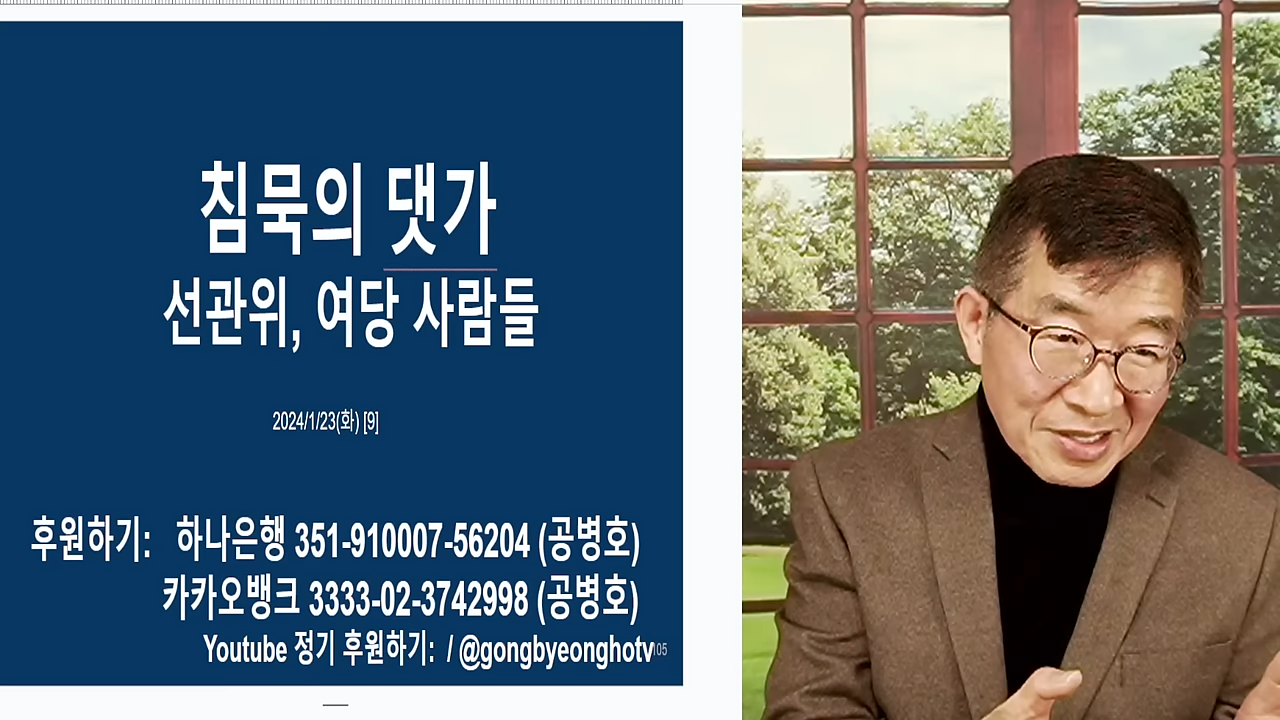 침묵의 댓가
선관위, 여당 사람들
2024/1/23(화) [9]
후원하기: 하나은행 351-910007-56204 (공병호)
카카오뱅크 3333-02-3742998 (공병호)
Youtube 정기 후원하기: / @gongbyeonghotv
105